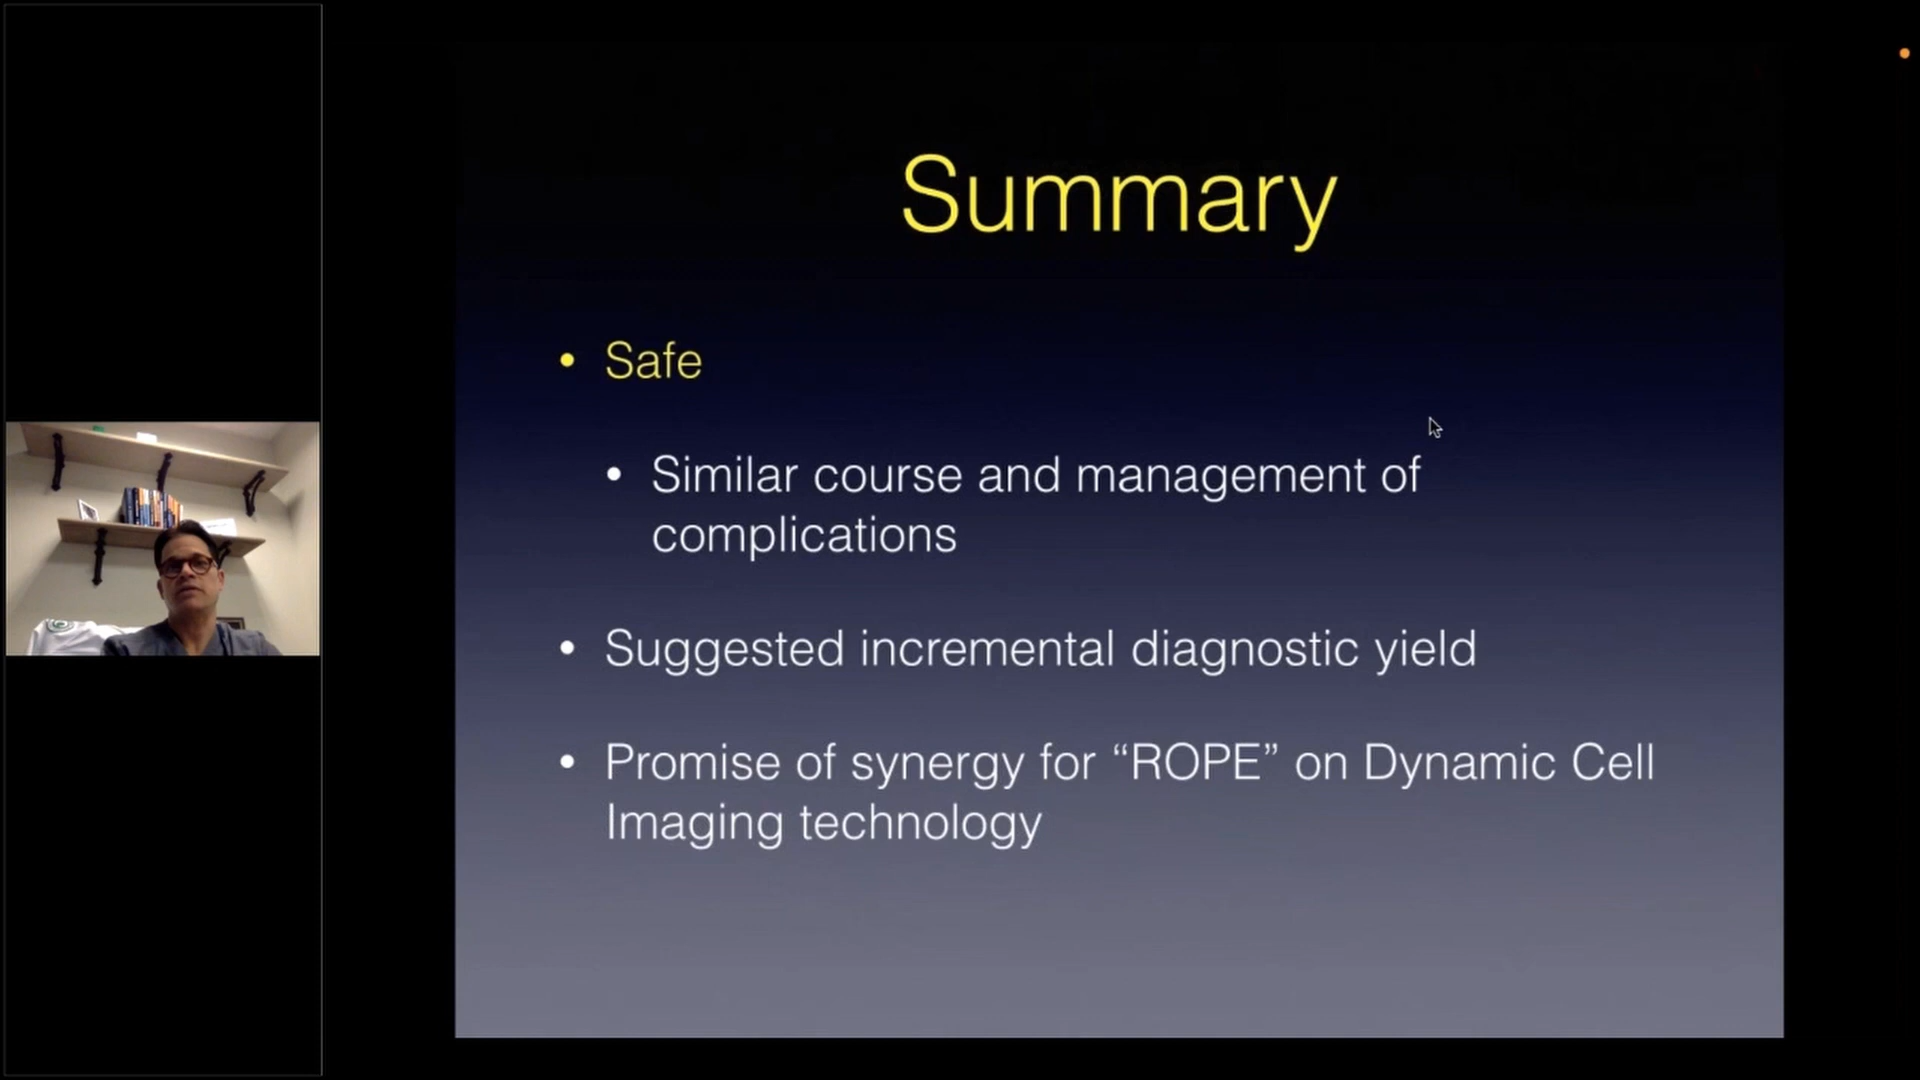 Summary
• Safe
• Similar course and management of
complications
• Suggested incremental diagnostic yield
• Promise of synergy for “ROPE” on Dynamic Cell
Imaging technology